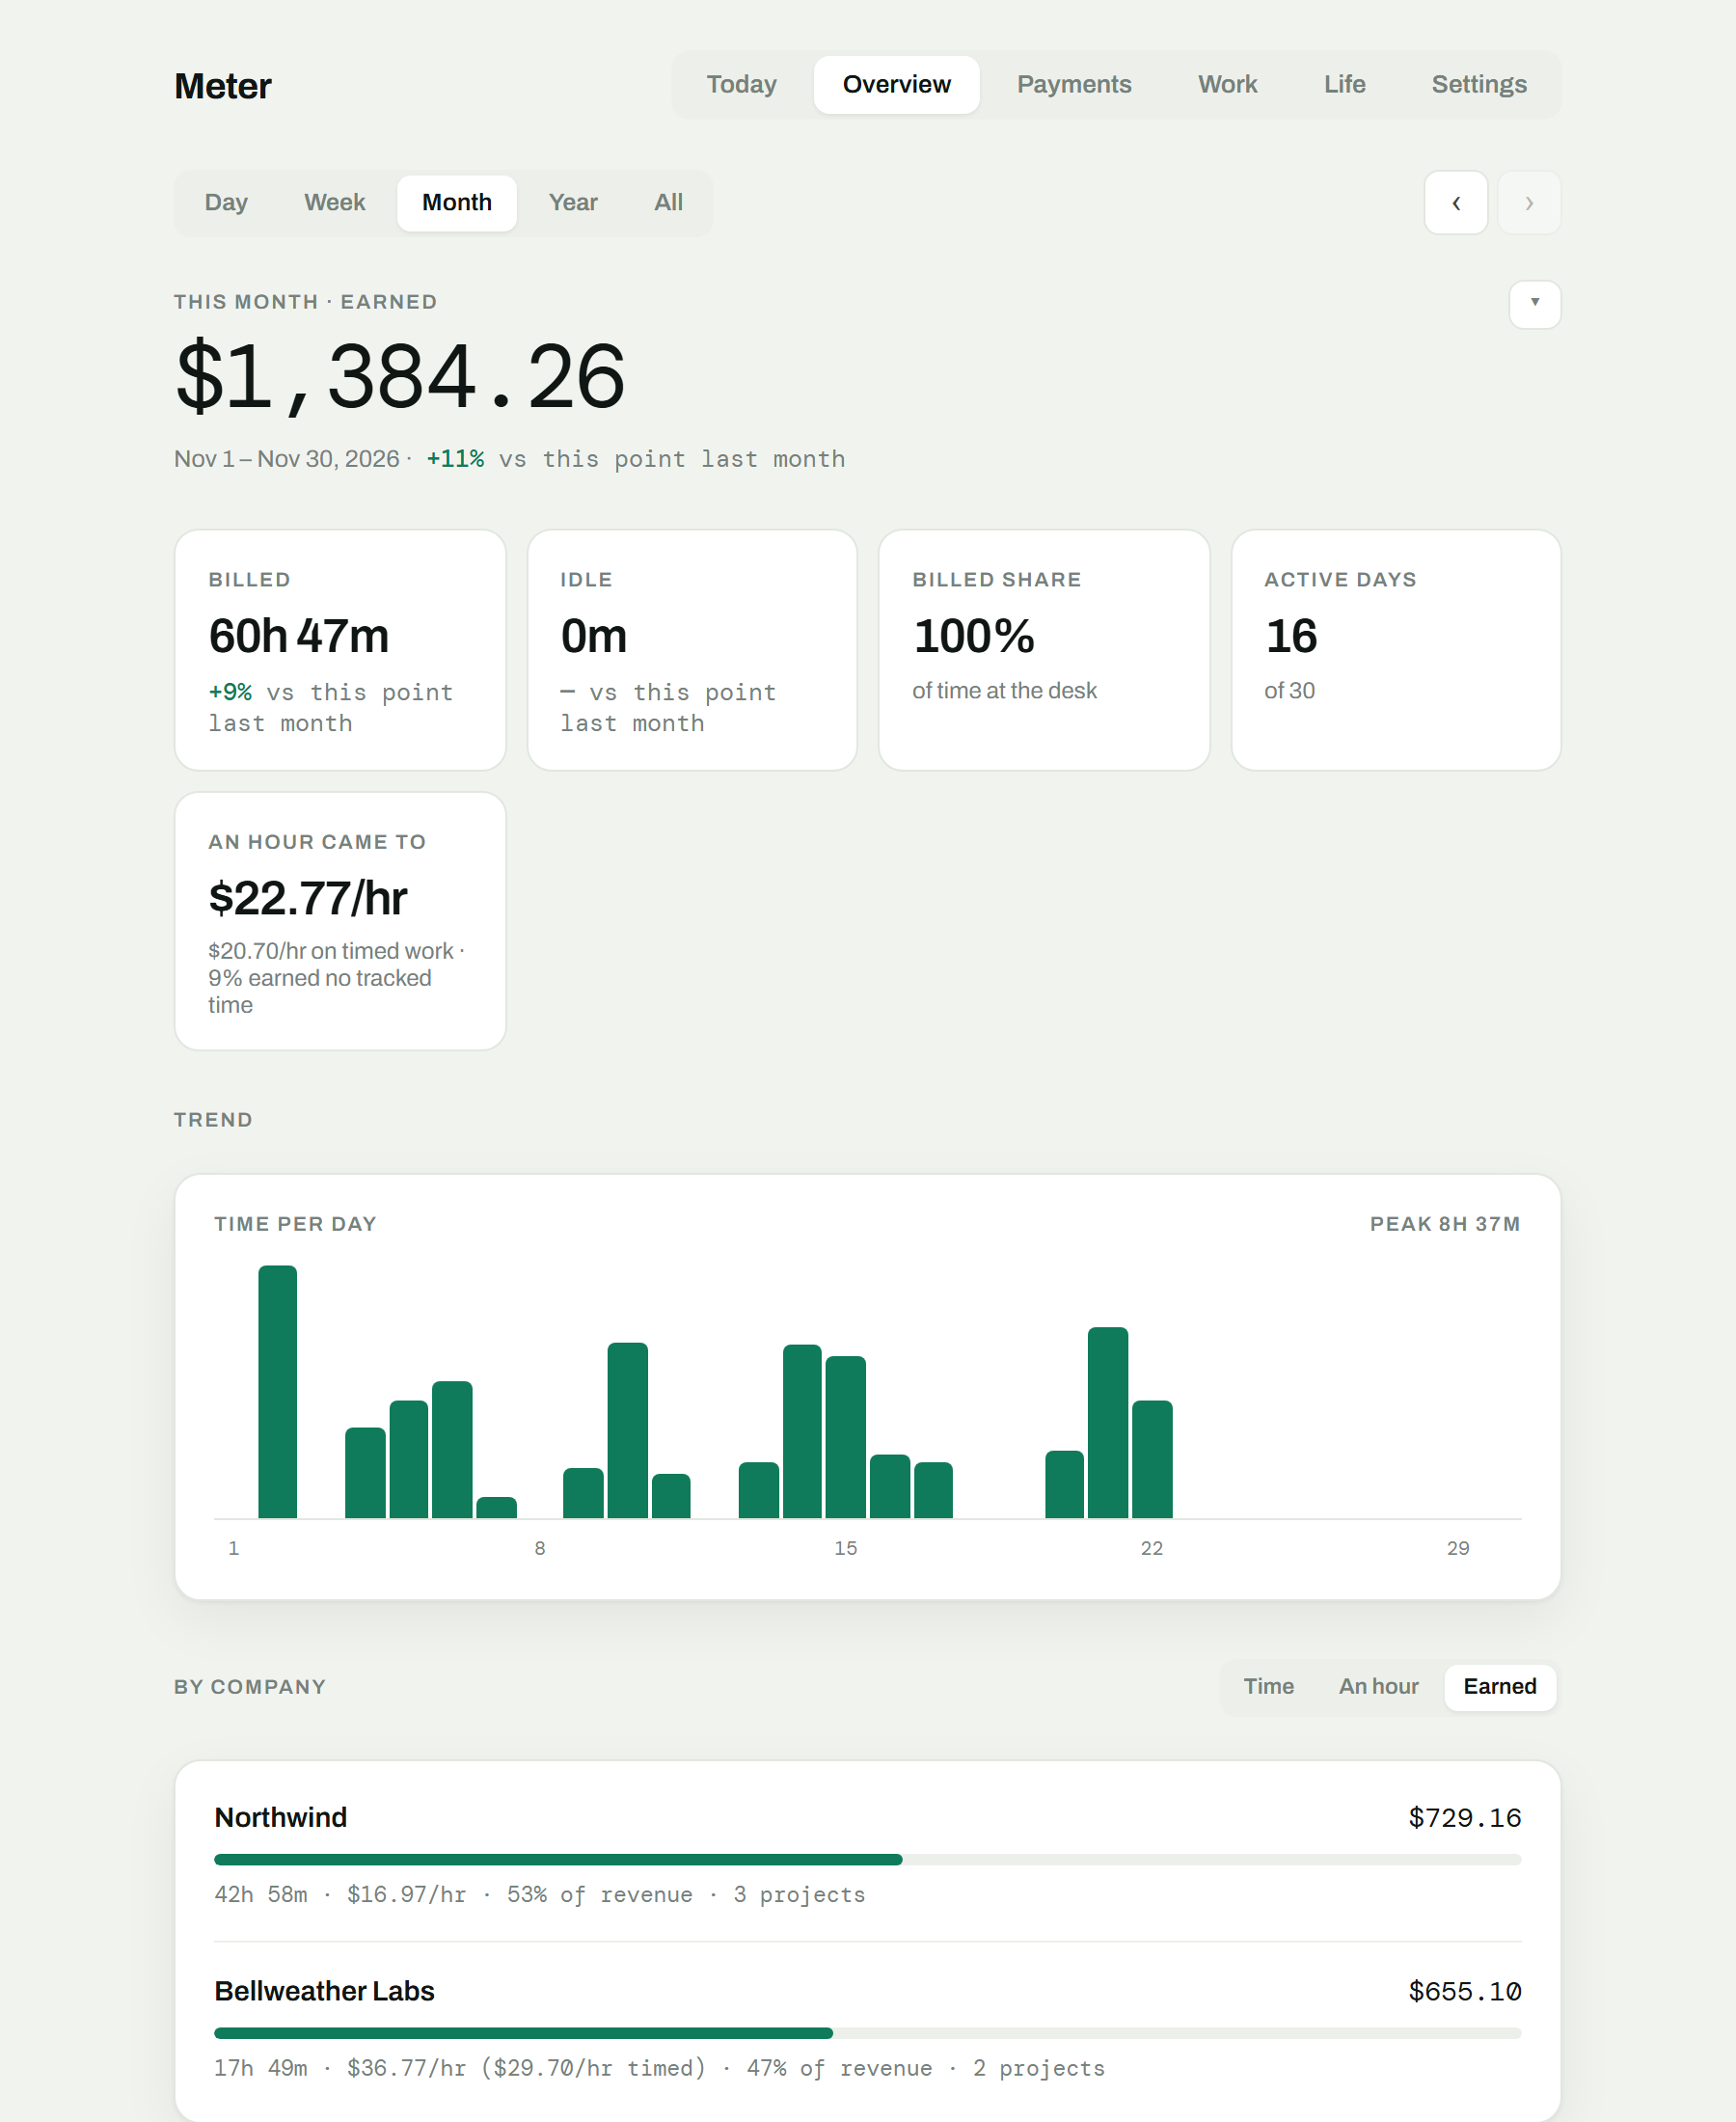 Meter
Today Overview Payments Work Life Settings
Day Week Month Year All
‹ ›
THIS MONTH · EARNED
▼
$1,384.26
Nov 1 – Nov 30, 2026 · +11% vs this point last month
BILLED
60h 47m
+9% vs this point
last month
IDLE
0m
— vs this point
last month
BILLED SHARE
100%
of time at the desk
ACTIVE DAYS
16
of 30
AN HOUR CAME TO
$22.77/hr
$20.70/hr on timed work ·
9% earned no tracked
time
TREND
TIME PER DAY
PEAK 8H 37M
1 8 15 22 29
BY COMPANY
Time An hour Earned
Northwind
$729.16
42h 58m · $16.97/hr · 53% of revenue · 3 projects
Bellweather Labs
$655.10
17h 49m · $36.77/hr ($29.70/hr timed) · 47% of revenue · 2 projects